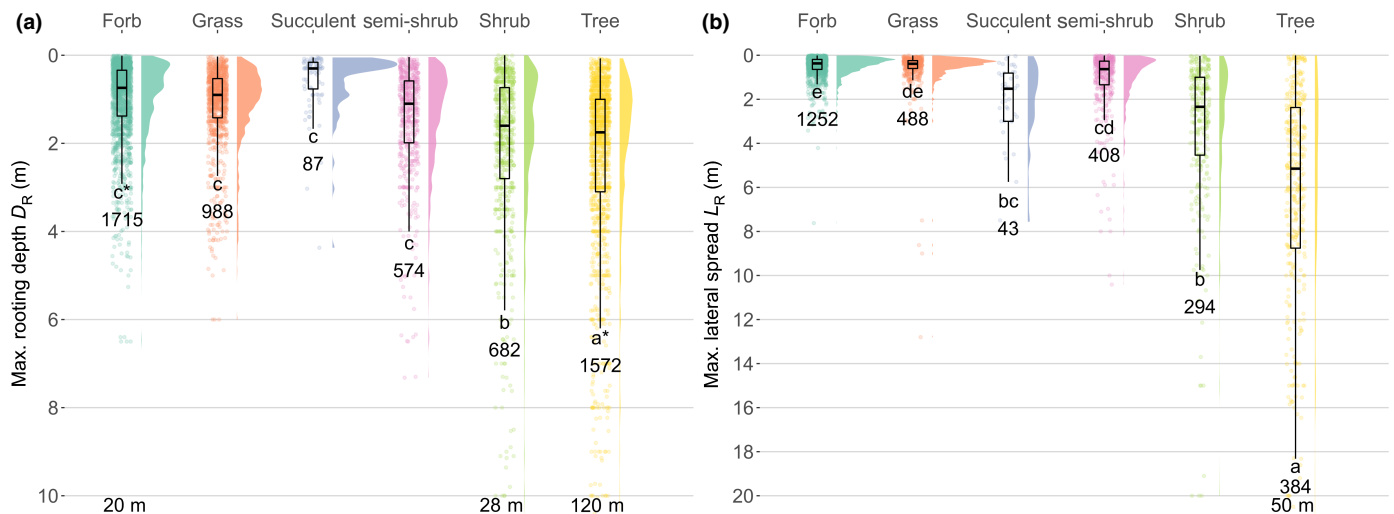 (a) Forb Grass Succulent semi-shrub Shrub Tree
Max. rooting depth D_R (m)
0
2
4
6
8
10
c*
1715
c
988
c
87
c
574
b
682
a*
1572
20 m
28 m
120 m
(b) Forb Grass Succulent semi-shrub Shrub Tree
Max. lateral spread L_R (m)
0
2
4
6
8
10
12
14
16
18
20
e
1252
de
488
bc
43
cd
408
b
294
a
384
50 m